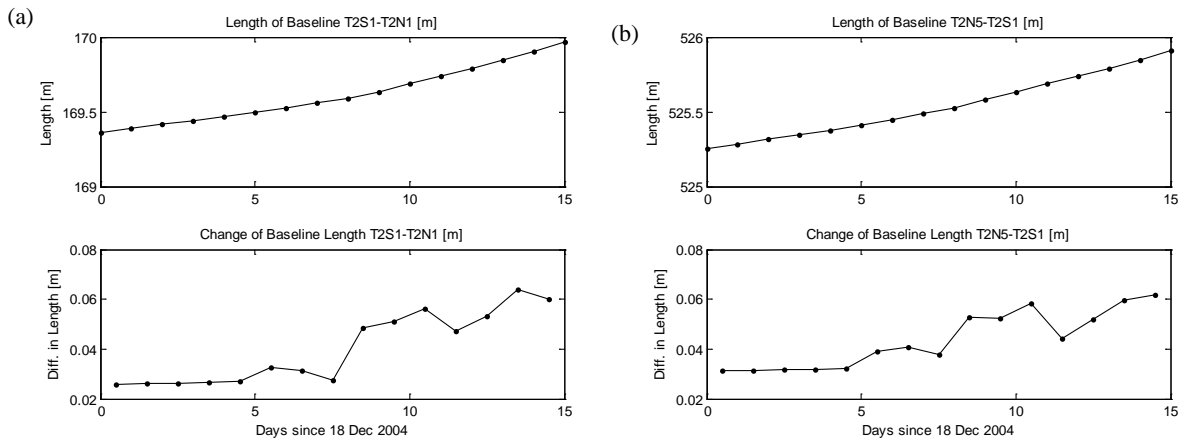 (a)
Length of Baseline T2S1-T2N1 [m]
170
169.5
169
Length [m]
0 5 10 15
Change of Baseline Length T2S1-T2N1 [m]
0.08
0.06
0.04
0.02
Diff. in Length [m]
0 5 10 15
Days since 18 Dec 2004
(b)
Length of Baseline T2N5-T2S1 [m]
526
525.5
525
Length [m]
0 5 10 15
Change of Baseline Length T2N5-T2S1 [m]
0.08
0.06
0.04
0.02
Diff. in Length [m]
0 5 10 15
Days since 18 Dec 2004